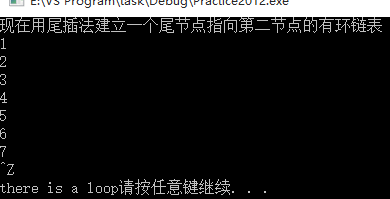 E:\VS Program\task\Debug\Practice2012.exe
现在用尾插法建立一个尾节点指向第二节点的有环链表
1
2
3
4
5
6
7
^Z
there is a loop请按任意键继续. . .